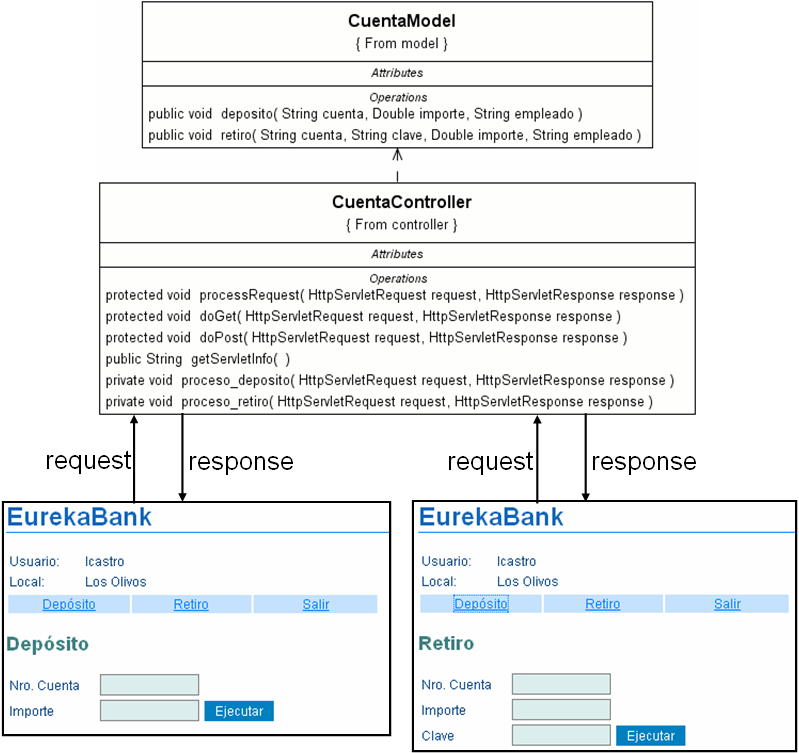 CuentaModel
{ From model }
Attributes
Operations
public void deposito( String cuenta, Double importe, String empleado )
public void retiro( String cuenta, String clave, Double importe, String empleado )
CuentaController
{ From controller }
Attributes
Operations
protected void processRequest( HttpServletRequest request, HttpServletResponse response )
protected void doGet( HttpServletRequest request, HttpServletResponse response )
protected void doPost( HttpServletRequest request, HttpServletResponse response )
public String getServletInfo( )
private void proceso_deposito( HttpServletRequest request, HttpServletResponse response )
private void proceso_retiro( HttpServletRequest request, HttpServletResponse response )
request
response
request
response
EurekaBank
Usuario: lcastro
Local: Los Olivos
Depósito Retiro Salir
Depósito
Nro. Cuenta
Importe Ejecutar
EurekaBank
Usuario: lcastro
Local: Los Olivos
Depósito Retiro Salir
Retiro
Nro. Cuenta
Importe
Clave Ejecutar